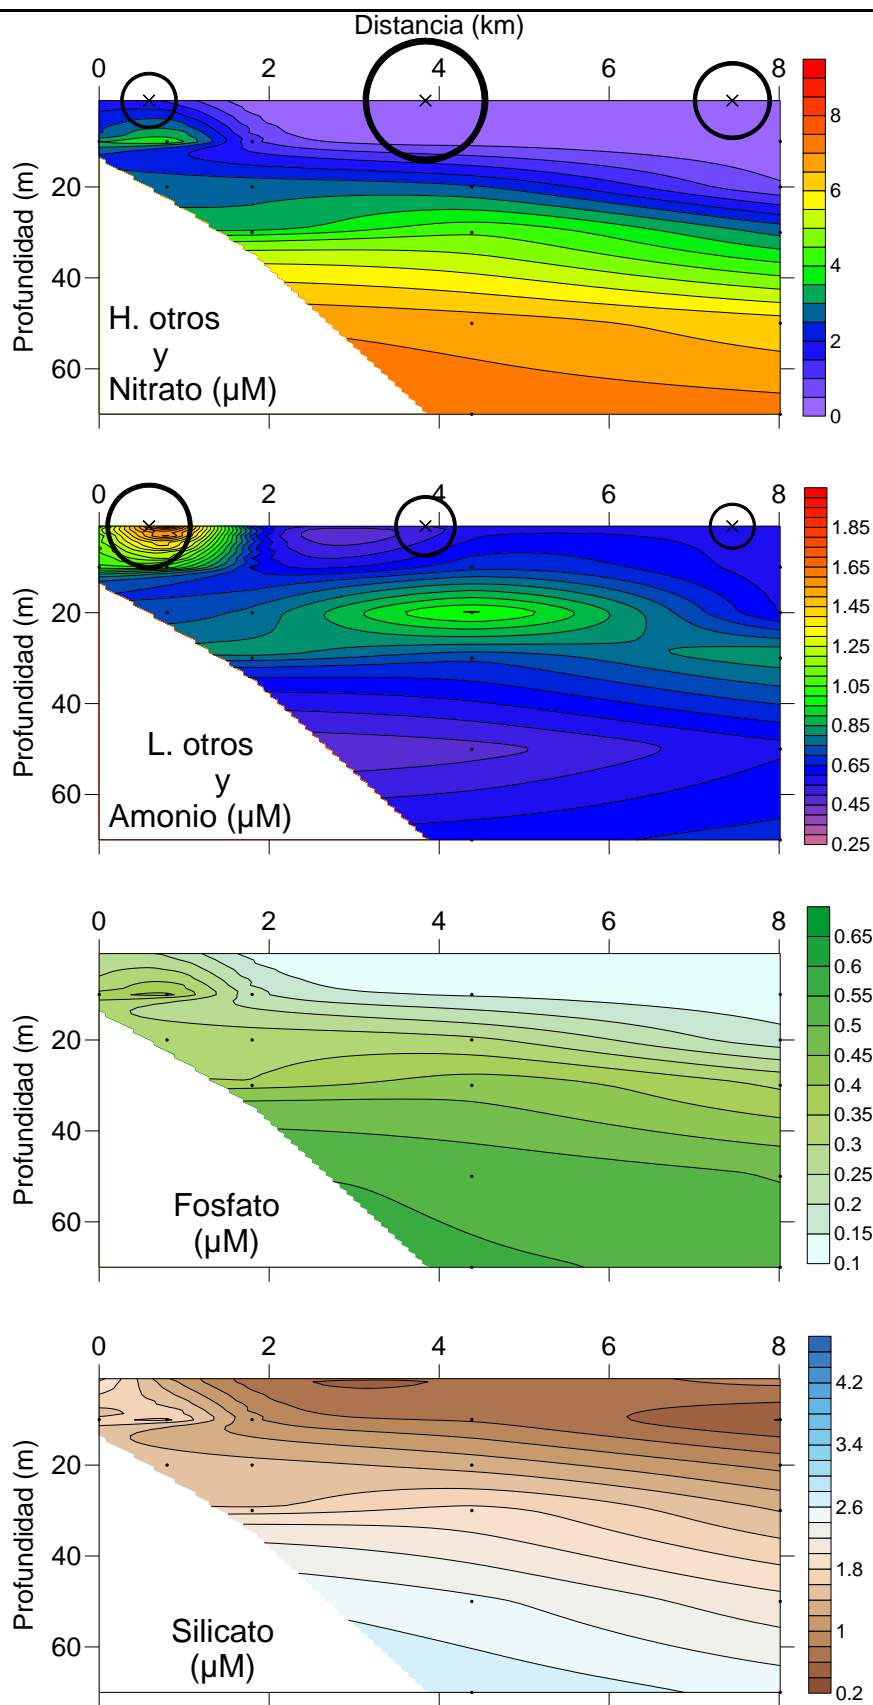 Distancia (km)
0 2 4 6 8
Profundidad (m)
20
40
60
H. otros
y
Nitrato (µM)
8
6
4
2
0
0 2 4 6 8
Profundidad (m)
20
40
60
L. otros
y
Amonio (µM)
1.85
1.65
1.45
1.25
1.05
0.85
0.65
0.45
0.25
0 2 4 6 8
Profundidad (m)
20
40
60
Fosfato
(µM)
0.65
0.6
0.55
0.5
0.45
0.4
0.35
0.3
0.25
0.2
0.15
0.1
0 2 4 6 8
Profundidad (m)
20
40
60
Silicato
(µM)
4.2
3.4
2.6
1.8
1
0.2